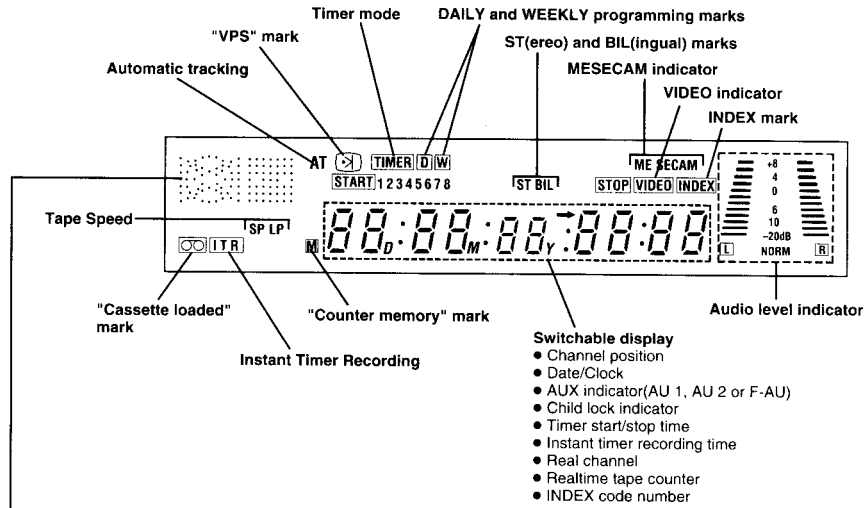 Timer mode
DAILY and WEEKLY programming marks
"VPS" mark
ST(ereo) and BIL(ingual) marks
Automatic tracking
MESECAM indicator
VIDEO indicator
INDEX mark
AT TIMER D W
ME SECAM
START 1 2 3 4 5 6 7 8
ST BIL
STOP VIDEO INDEX
+8
4
0
6
10
-20dB
L NORM R
Tape Speed
SP LP
ITR
M
88D:88M:88Y:88:88
"Cassette loaded"
mark
"Counter memory" mark
Audio level indicator
Instant Timer Recording
Switchable display
● Channel position
● Date/Clock
● AUX indicator(AU 1, AU 2 or F-AU)
● Child lock indicator
● Timer start/stop time
● Instant timer recording time
● Real channel
● Realtime tape counter
● INDEX code number